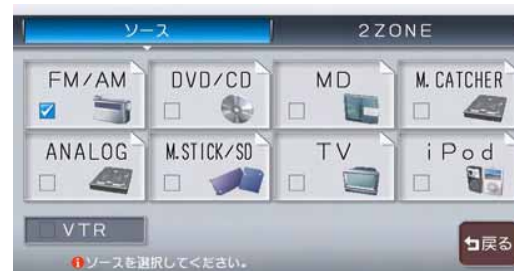 ソース
2ZONE
FM/AM
DVD/CD
MD
M.CATCHER
ANALOG
M.STICK/SD
TV
iPod
VTR
戻る
ソースを選択してください。